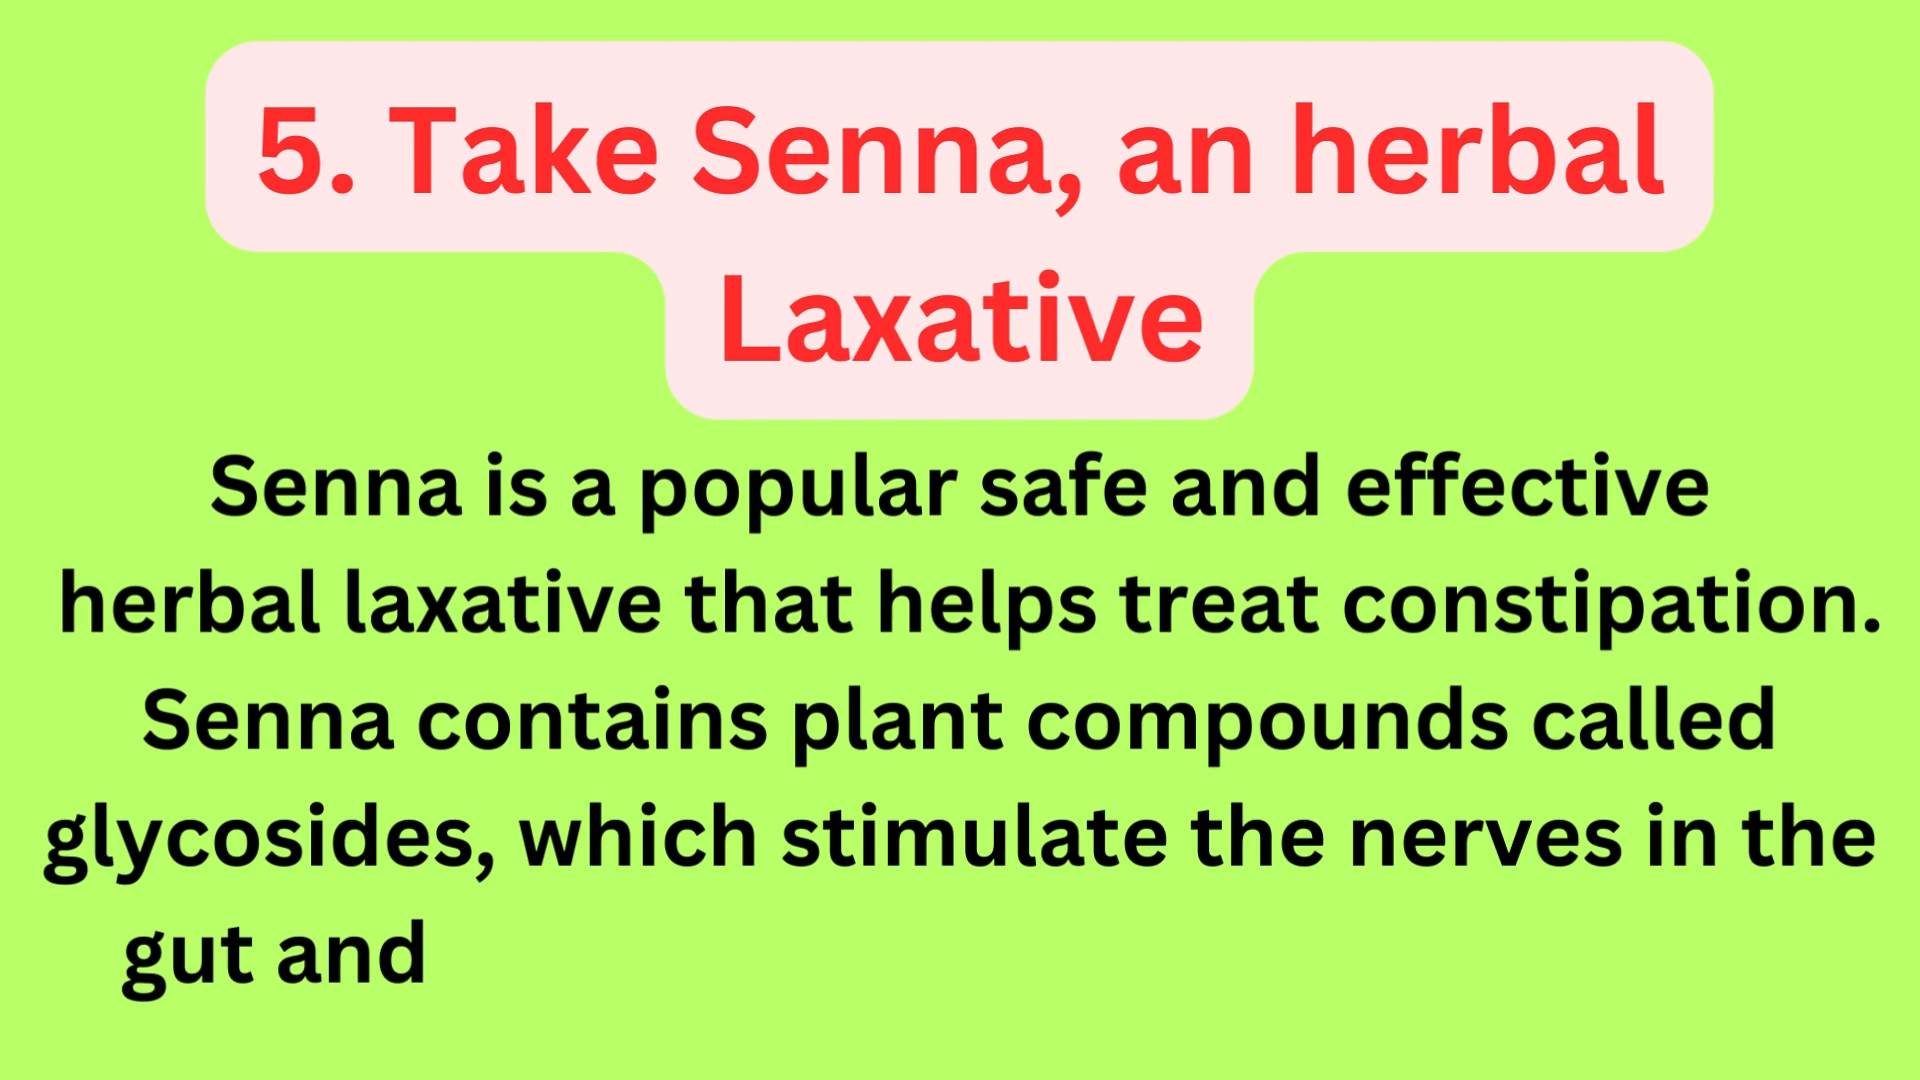 5. Take Senna, an herbal
Laxative
Senna is a popular safe and effective
herbal laxative that helps treat constipation.
Senna contains plant compounds called
glycosides, which stimulate the nerves in the
gut and